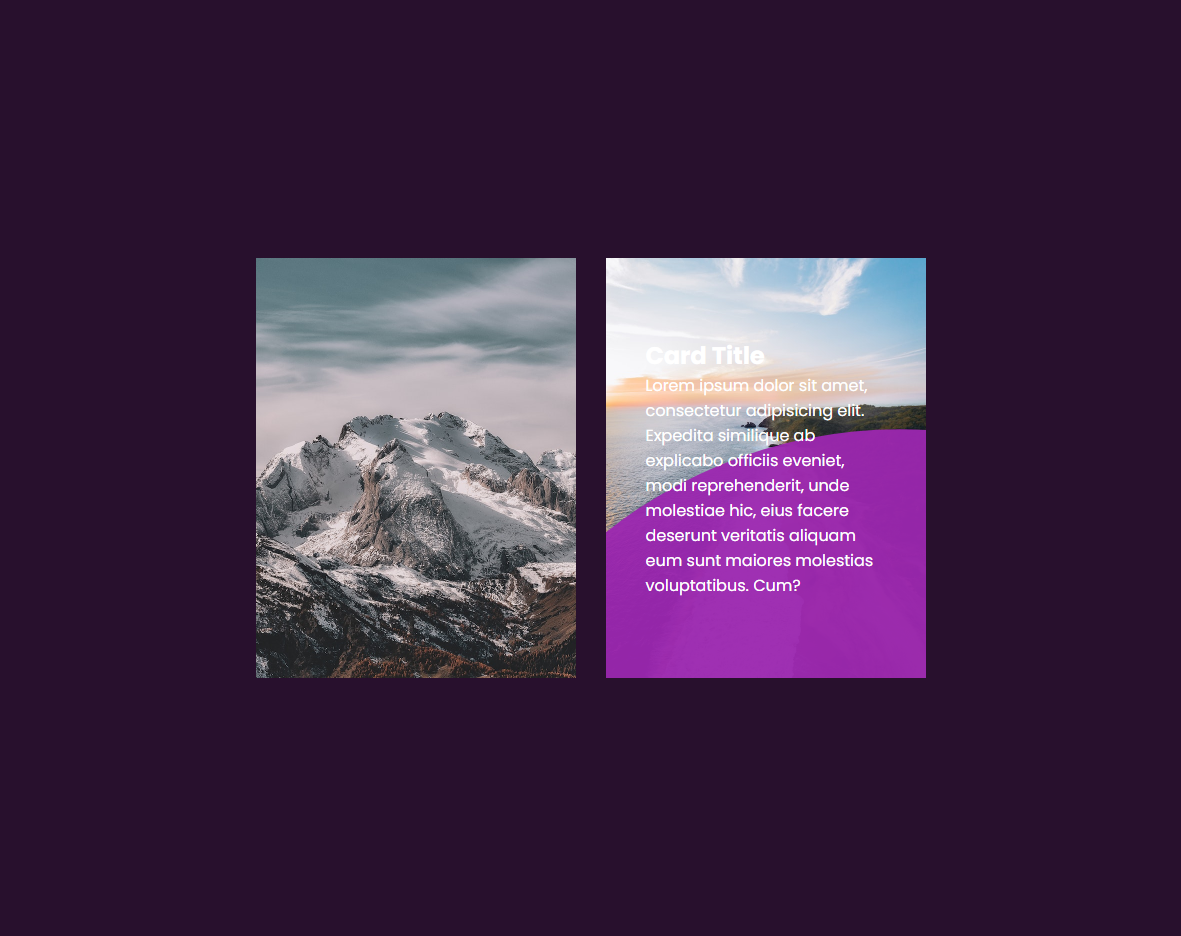 Card Title
Lorem ipsum dolor sit amet,
consectetur adipisicing elit.
Expedita similique ab
explicabo officiis eveniet,
modi reprehenderit, unde
molestiae hic, eius facere
deserunt veritatis aliquam
eum sunt maiores molestias
voluptatibus. Cum?